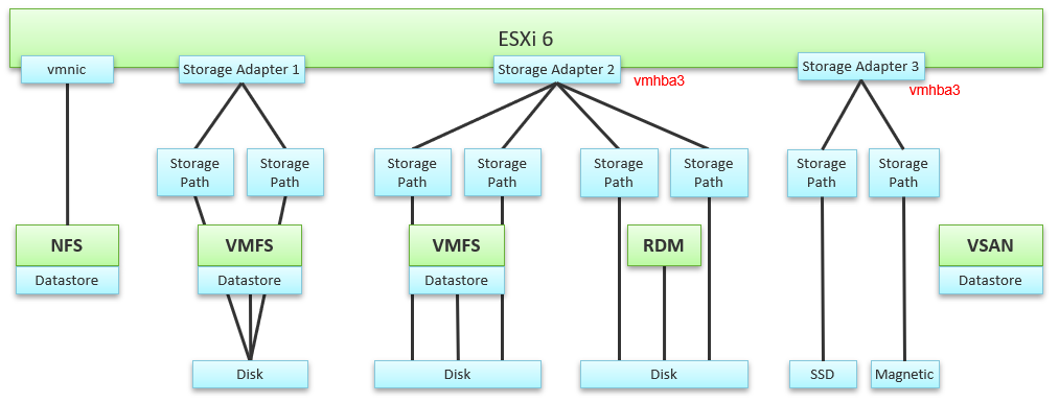 ESXi 6
vmnic
Storage Adapter 1
Storage Adapter 2
vmhba3
Storage Adapter 3
vmhba3
Storage
Path
Storage
Path
Storage
Path
Storage
Path
Storage
Path
Storage
Path
Storage
Path
Storage
Path
NFS
Datastore
VMFS
Datastore
VMFS
Datastore
RDM
VSAN
Datastore
Disk
Disk
Disk
SSD
Magnetic